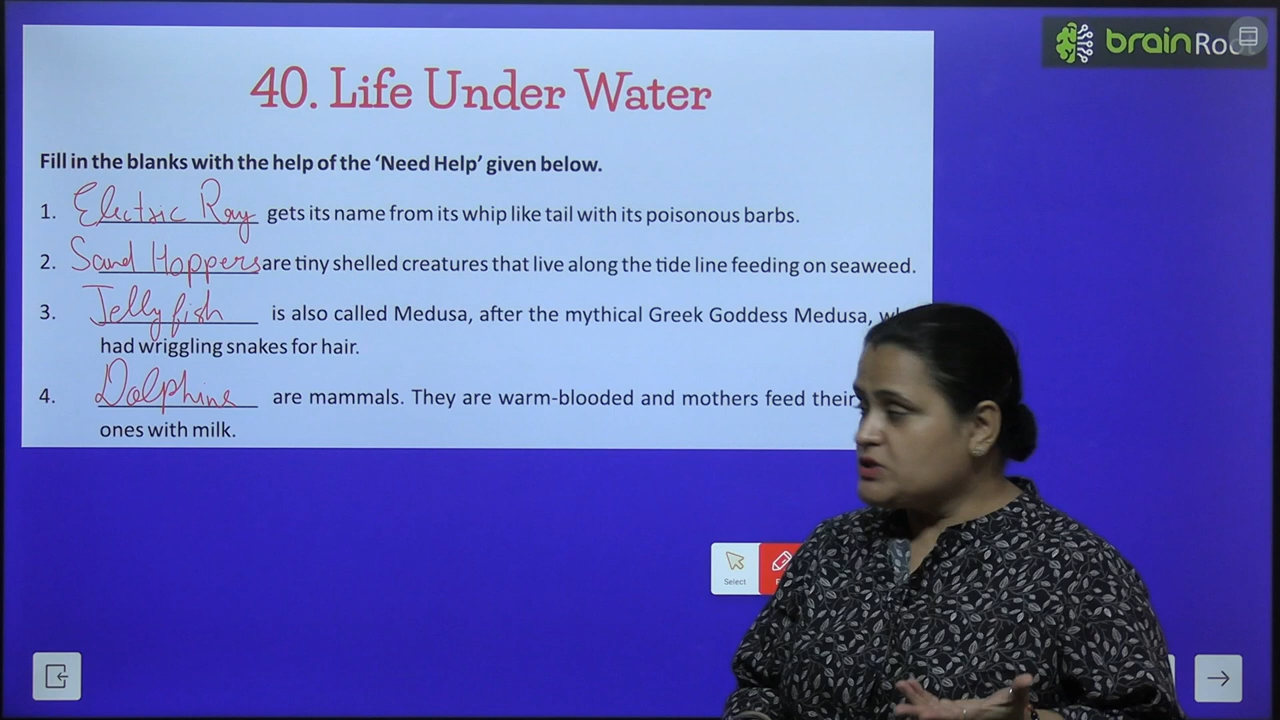 brainRoo
40. Life Under Water
Fill in the blanks with the help of the ‘Need Help’ given below.
1. Electric Ray gets its name from its whip like tail with its poisonous barbs.
2. Sand Hoppers are tiny shelled creatures that live along the tide line feeding on seaweed.
3. Jelly fish is also called Medusa, after the mythical Greek Goddess Medusa,
had wriggling snakes for hair.
4. Dolphins are mammals. They are warm-blooded and mothers feed their
ones with milk.
Select